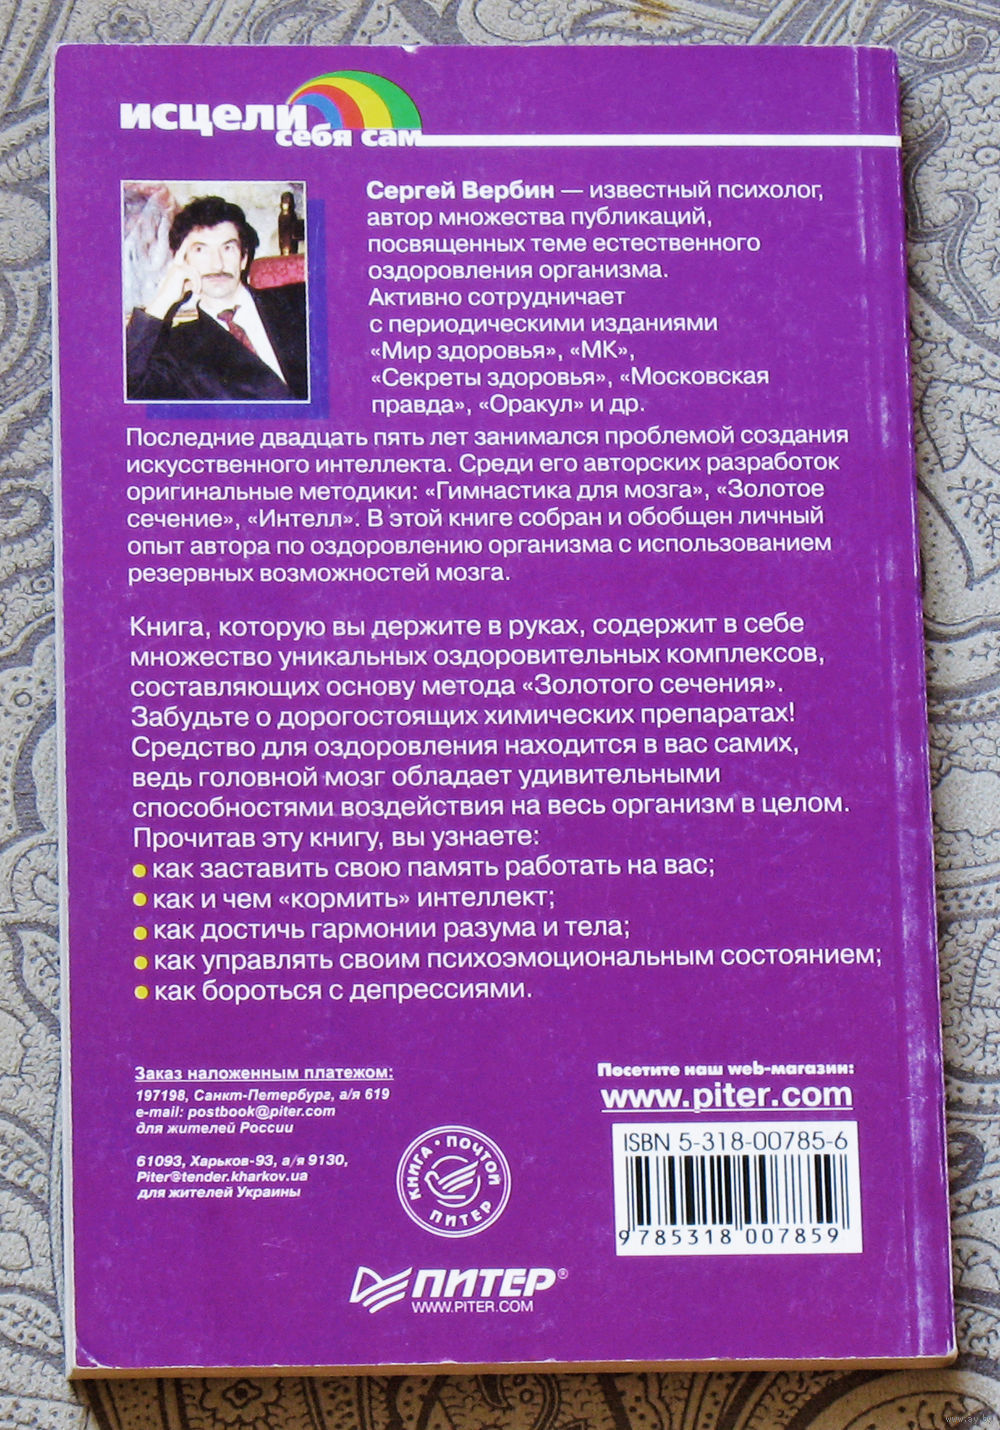 исцели
себя сам
Сергей Вербин — известный психолог,
автор множества публикаций,
посвященных теме естественного
оздоровления организма.
Активно сотрудничает
с периодическими изданиями
«Мир здоровья», «МК»,
«Секреты здоровья», «Московская
правда», «Оракул» и др.
Последние двадцать пять лет занимался проблемой создания
искусственного интеллекта. Среди его авторских разработок
оригинальные методики: «Гимнастика для мозга», «Золотое
сечение», «Интелл». В этой книге собран и обобщен личный
опыт автора по оздоровлению организма с использованием
резервных возможностей мозга.
Книга, которую вы держите в руках, содержит в себе
множество уникальных оздоровительных комплексов,
составляющих основу метода «Золотого сечения».
Забудьте о дорогостоящих химических препаратах!
Средство для оздоровления находится в вас самих,
ведь головной мозг обладает удивительными
способностями воздействия на весь организм в целом.
Прочитав эту книгу, вы узнаете:
• как заставить свою память работать на вас;
• как и чем «кормить» интеллект;
• как достичь гармонии разума и тела;
• как управлять своим психоэмоциональным состоянием;
• как бороться с депрессиями.
Заказ наложенным платежом:
197198, Санкт-Петербург, а/я 619
e-mail: postbook@piter.com
для жителей России
61093, Харьков-93, а/я 9130,
Piter@tender.kharkov.ua
для жителей Украины
КНИГА • ПОЧТОЙ
ПИТЕР
Посетите наш web-магазин:
www.piter.com
ISBN 5-318-00785-6
9 785318 007859
ПИТЕР®
WWW.PITER.COM
www.ay.by